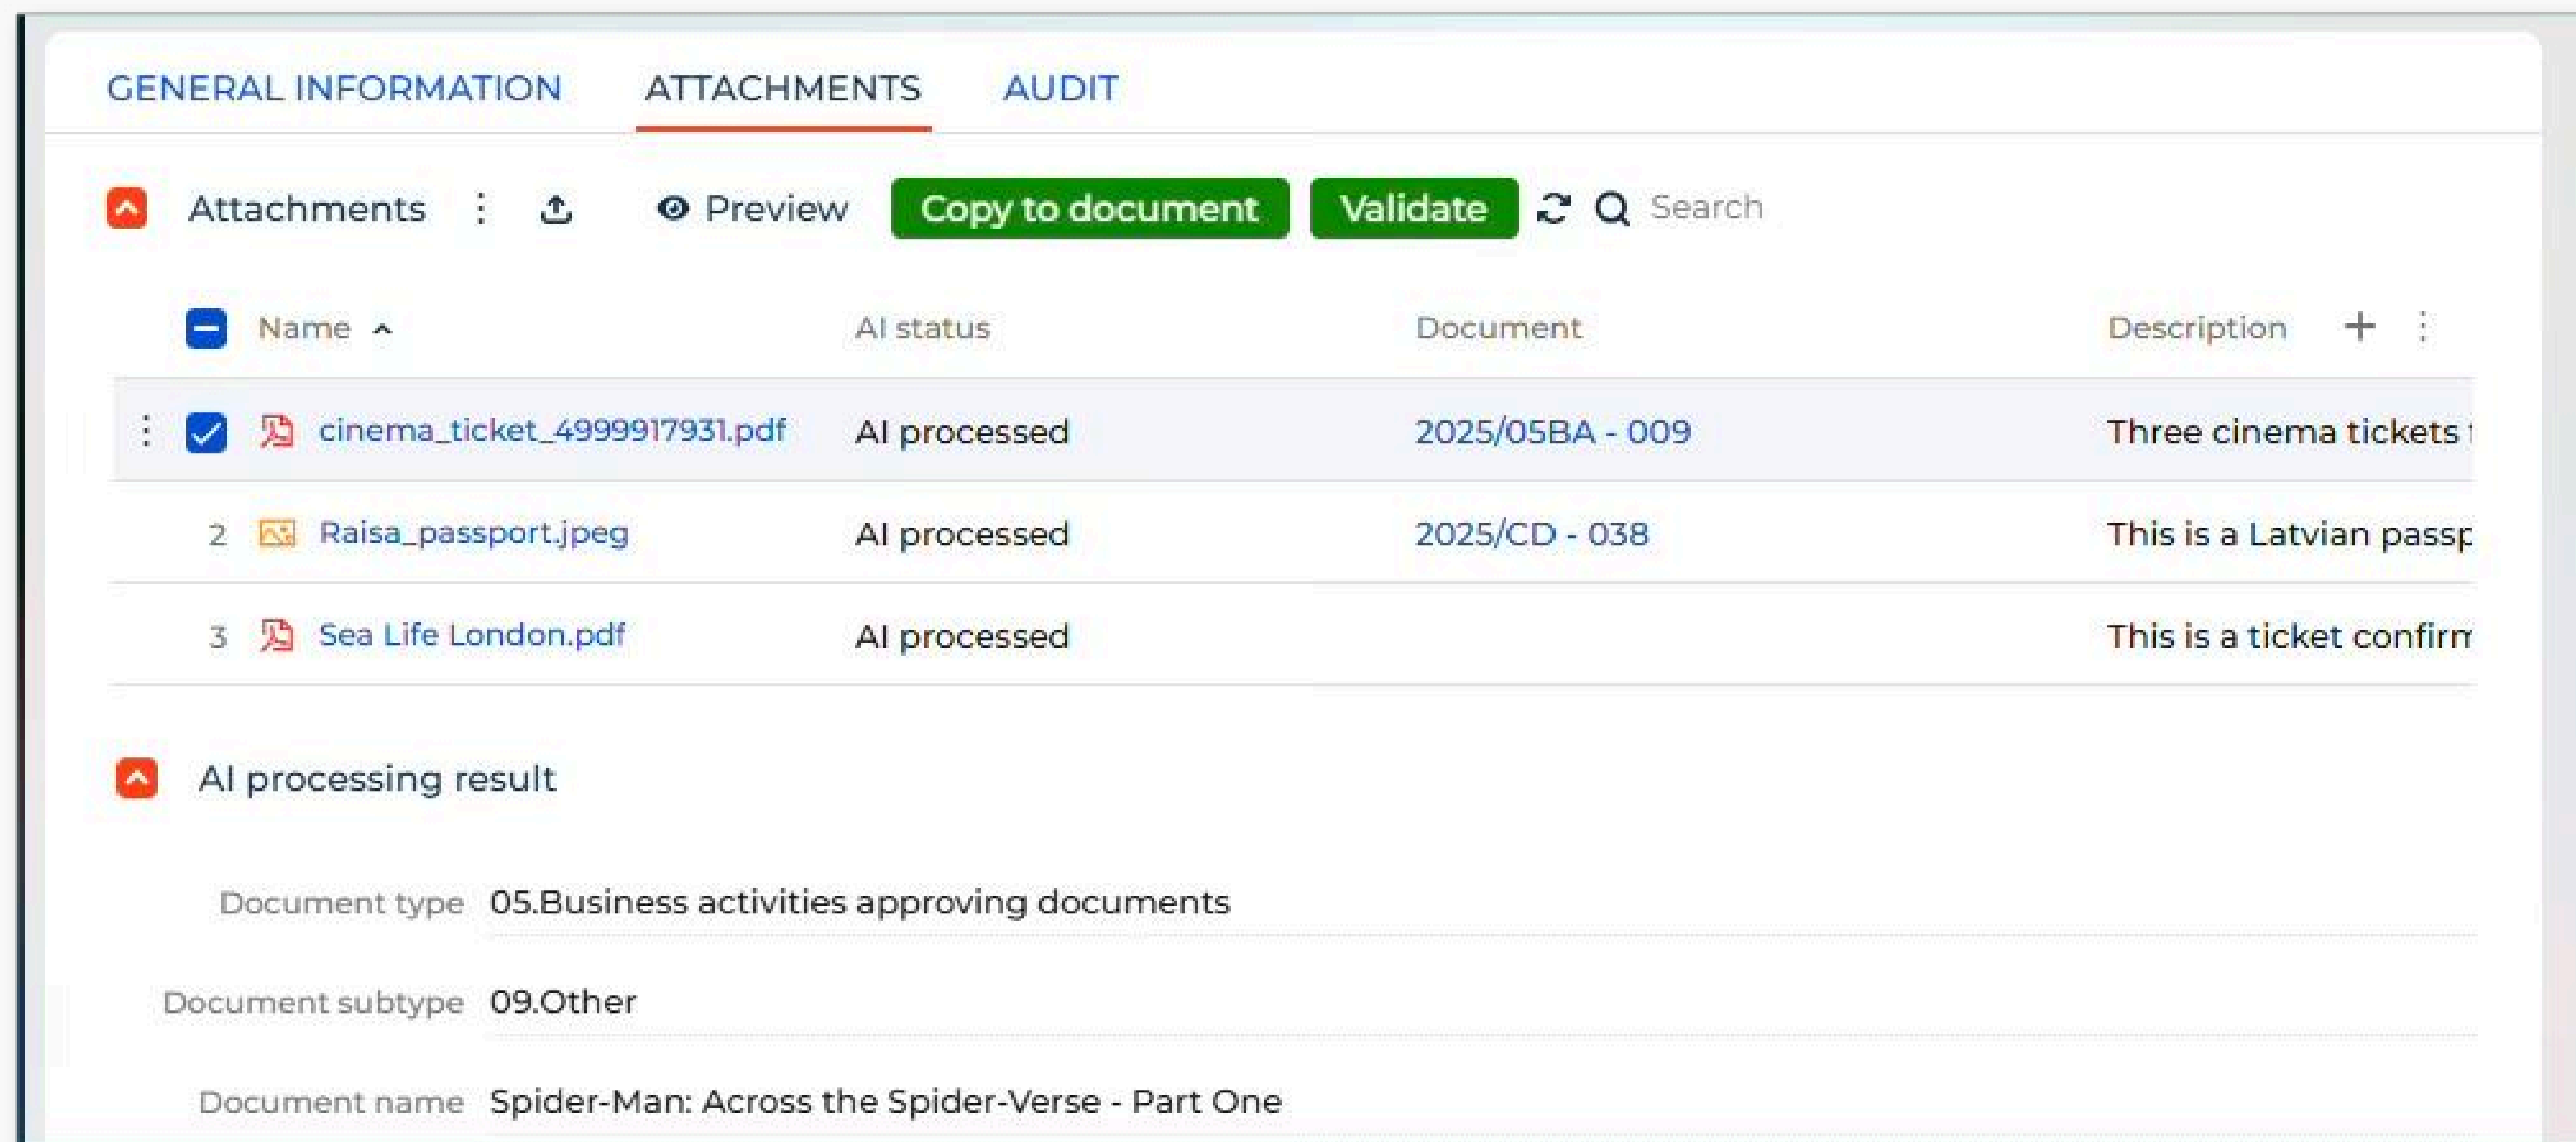 GENERAL INFORMATION ATTACHMENTS AUDIT
Attachments Preview Copy to document Validate Search
Name AI status Document Description
cinema_ticket_4999917931.pdf AI processed 2025/05BA - 009 Three cinema tickets
2 Raisa_passport.jpeg AI processed 2025/CD - 038 This is a Latvian passp
3 Sea Life London.pdf AI processed This is a ticket confirm
AI processing result
Document type 05.Business activities approving documents
Document subtype 09.Other
Document name Spider-Man: Across the Spider-Verse - Part One